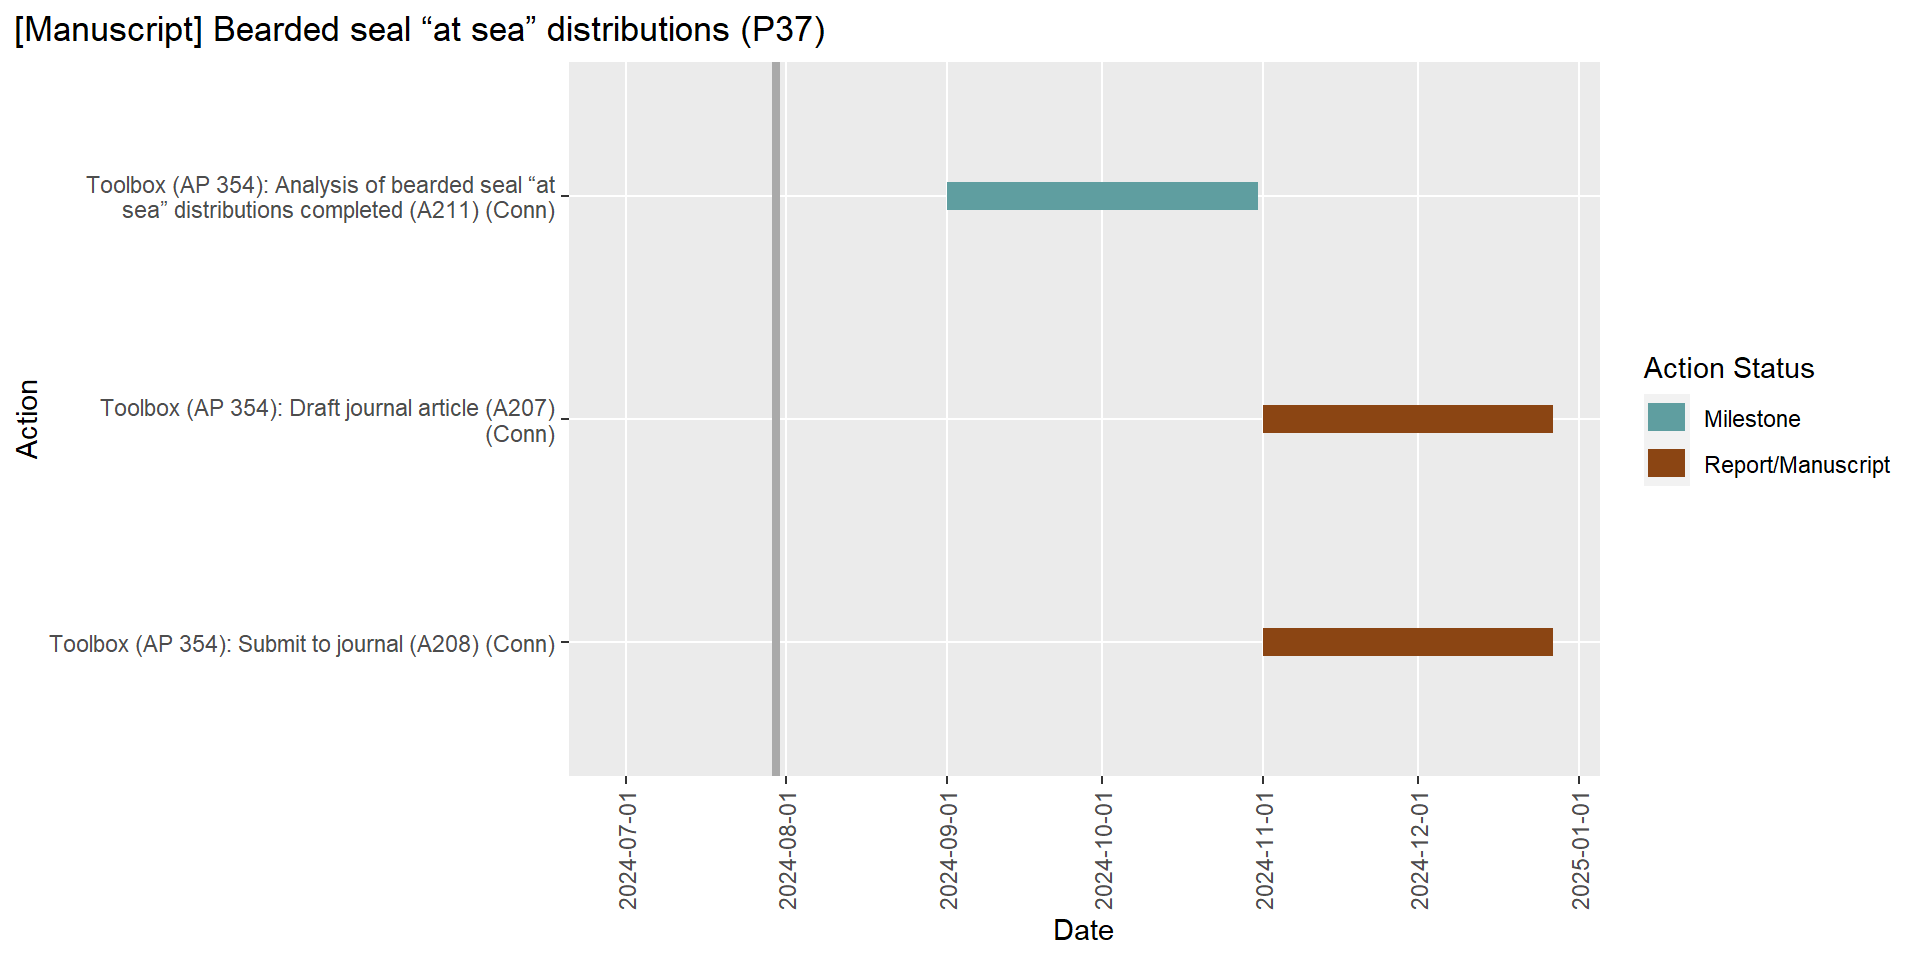 [Manuscript] Bearded seal “at sea” distributions (P37)
Toolbox (AP 354): Analysis of bearded seal “at
sea” distributions completed (A211) (Conn)
Toolbox (AP 354): Draft journal article (A207)
(Conn)
Toolbox (AP 354): Submit to journal (A208) (Conn)
Action
2024-07-01
2024-08-01
2024-09-01
2024-10-01
2024-11-01
2024-12-01
2025-01-01
Date
Action Status
Milestone
Report/Manuscript